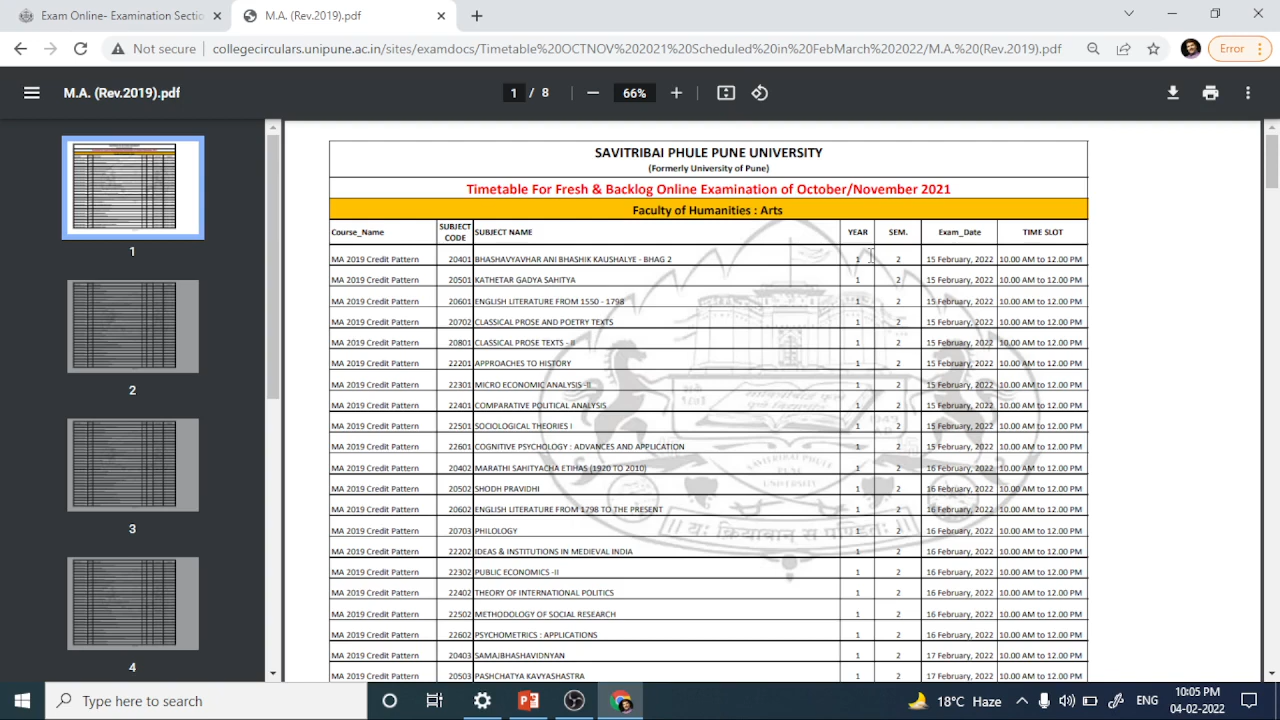 Exam Online- Examination Sectio
M.A. (Rev.2019).pdf
Not secure
collegecirculars.unipune.ac.in/sites/examdocs/Timetable%20OCTNOV%202021%20Scheduled%20in%20FebMarch%202022/M.A.%20(Rev.2019).pdf
Error
M.A. (Rev.2019).pdf
1 / 8
66%
1
2
3
4
SAVITRIBAI PHULE PUNE UNIVERSITY
(Formerly University of Pune)
Timetable For Fresh & Backlog Online Examination of October/November 2021
Faculty of Humanities : Arts
Course_Name SUBJECT CODE SUBJECT NAME YEAR SEM. Exam_Date TIME SLOT
MA 2019 Credit Pattern 20401 BHASHAVYAVHAR ANI BHASHIK KAUSHALYE - BHAG 2 1 2 15 February, 2022 10.00 AM to 12.00 PM
MA 2019 Credit Pattern 20501 KATHETAR GADYA SAHITYA 1 2 15 February, 2022 10.00 AM to 12.00 PM
MA 2019 Credit Pattern 20601 ENGLISH LITERATURE FROM 1550 - 1798 1 2 15 February, 2022 10.00 AM to 12.00 PM
MA 2019 Credit Pattern 20702 CLASSICAL PROSE AND POETRY TEXTS 1 2 15 February, 2022 10.00 AM to 12.00 PM
MA 2019 Credit Pattern 20801 CLASSICAL PROSE TEXTS - II 1 2 15 February, 2022 10.00 AM to 12.00 PM
MA 2019 Credit Pattern 22201 APPROACHES TO HISTORY 1 2 15 February, 2022 10.00 AM to 12.00 PM
MA 2019 Credit Pattern 22301 MICRO ECONOMIC ANALYSIS -II 1 2 15 February, 2022 10.00 AM to 12.00 PM
MA 2019 Credit Pattern 22401 COMPARATIVE POLITICAL ANALYSIS 1 2 15 February, 2022 10.00 AM to 12.00 PM
MA 2019 Credit Pattern 22501 SOCIOLOGICAL THEORIES I 1 2 15 February, 2022 10.00 AM to 12.00 PM
MA 2019 Credit Pattern 22601 COGNITIVE PSYCHOLOGY : ADVANCES AND APPLICATION 1 2 15 February, 2022 10.00 AM to 12.00 PM
MA 2019 Credit Pattern 20402 MARATHI SAHITYACHA ETIHAS (1920 TO 2010) 1 2 16 February, 2022 10.00 AM to 12.00 PM
MA 2019 Credit Pattern 20502 SHODH PRAVIDHI 1 2 16 February, 2022 10.00 AM to 12.00 PM
MA 2019 Credit Pattern 20602 ENGLISH LITERATURE FROM 1798 TO THE PRESENT 1 2 16 February, 2022 10.00 AM to 12.00 PM
MA 2019 Credit Pattern 20703 PHILOLOGY 1 2 16 February, 2022 10.00 AM to 12.00 PM
MA 2019 Credit Pattern 22202 IDEAS & INSTITUTIONS IN MEDIEVAL INDIA 1 2 16 February, 2022 10.00 AM to 12.00 PM
MA 2019 Credit Pattern 22302 PUBLIC ECONOMICS -II 1 2 16 February, 2022 10.00 AM to 12.00 PM
MA 2019 Credit Pattern 22402 THEORY OF INTERNATIONAL POLITICS 1 2 16 February, 2022 10.00 AM to 12.00 PM
MA 2019 Credit Pattern 22502 METHODOLOGY OF SOCIAL RESEARCH 1 2 16 February, 2022 10.00 AM to 12.00 PM
MA 2019 Credit Pattern 22602 PSYCHOMETRICS : APPLICATIONS 1 2 16 February, 2022 10.00 AM to 12.00 PM
MA 2019 Credit Pattern 20403 SAMAJBHASHAVIDNYAN 1 2 17 February, 2022 10.00 AM to 12.00 PM
MA 2019 Credit Pattern 20503 PASHCHATYA KAVYASHASTRA 1 2 17 February, 2022 10.00 AM to 12.00 PM
SAVITRIBAI PHULE
PUNE
UNIVERSITY
|| यः क्रियावान स पण्डितः ||
Type here to search
18°C Haze
ENG
10:05 PM
04-02-2022